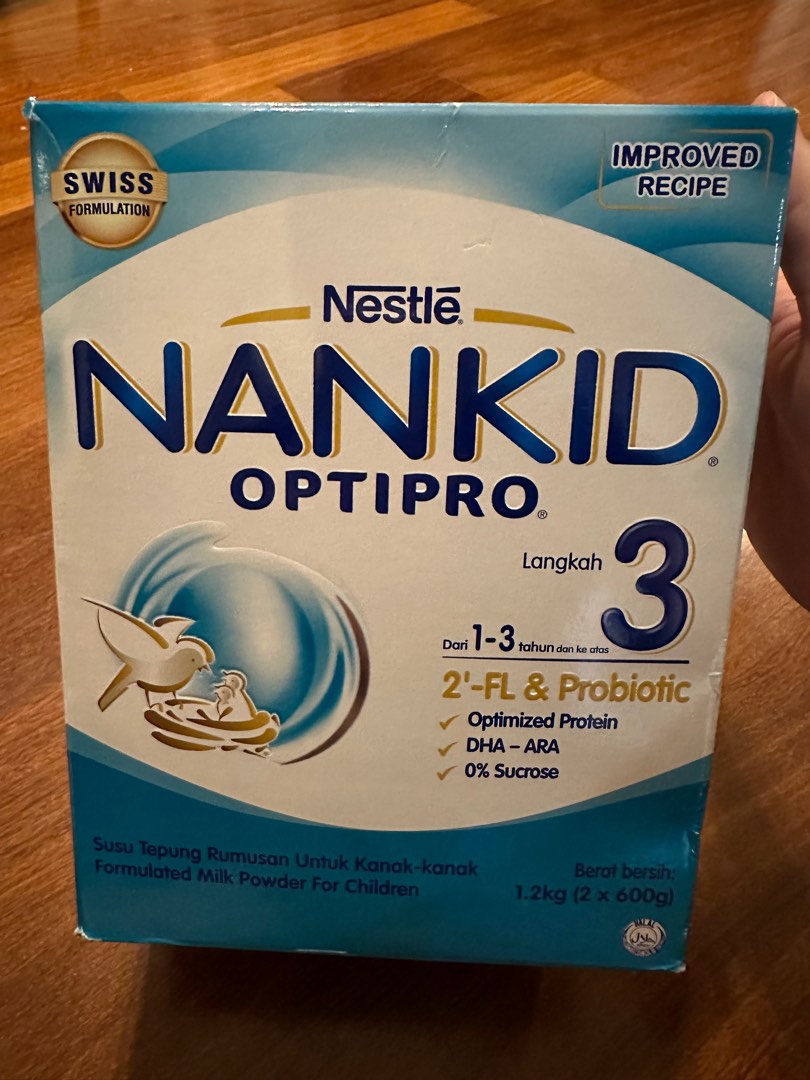 SWISS
FORMULATION
IMPROVED
RECIPE
Nestlé
NANKID
OPTIPRO
Langkah 3
Dari 1-3 tahun dan ke atas
2'-FL & Probiotic
Optimized Protein
DHA – ARA
0% Sucrose
Susu Tepung Rumusan Untuk Kanak-kanak
Formulated Milk Powder For Children
Berat bersih:
1.2kg (2 x 600g)
HALAL